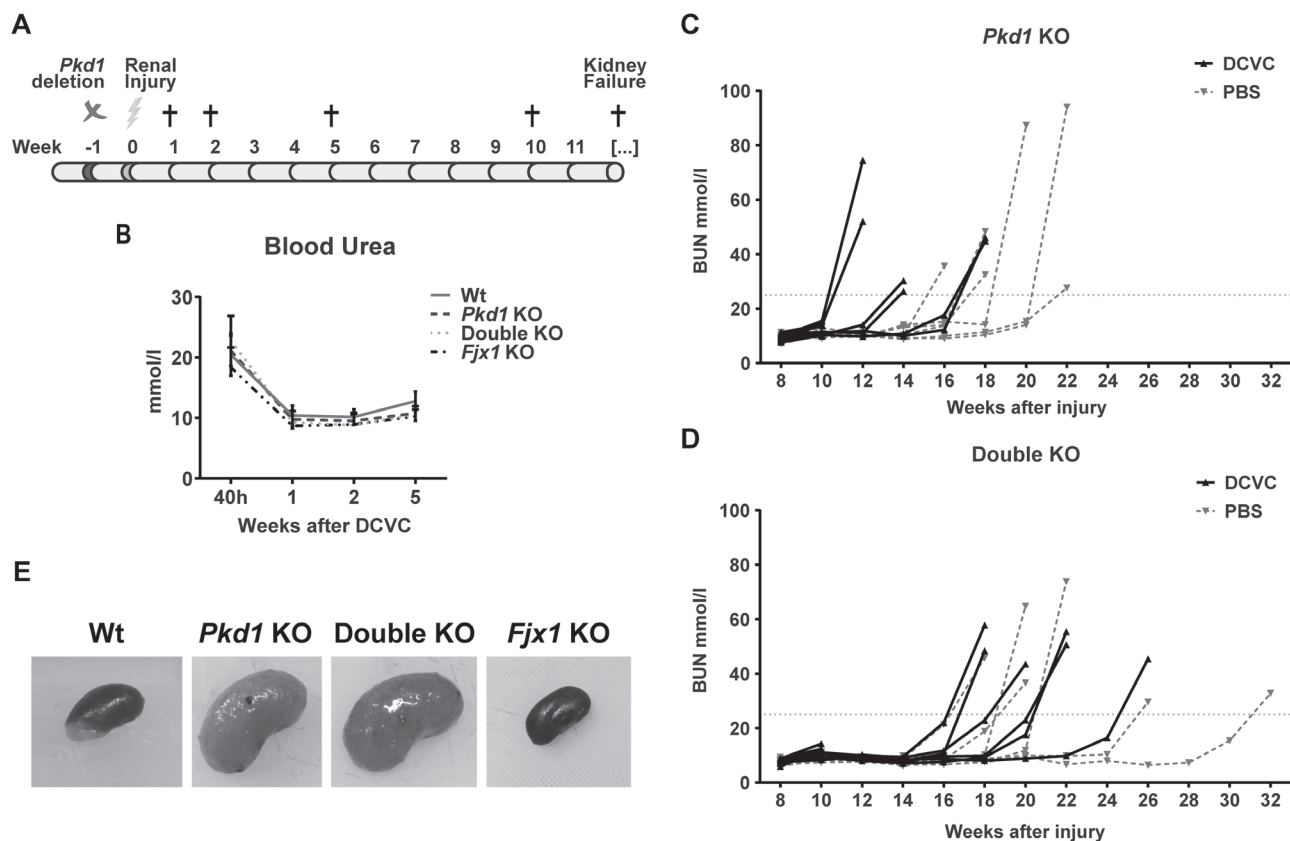 A
Pkd1
deletion
Renal
Injury
Kidney
Failure
Week -1 0 1 2 3 4 5 6 7 8 9 10 11 [...]
B
Blood Urea
mmol/l
30
20
10
0
40h 1 2 5
Weeks after DCVC
Wt
Pkd1 KO
Double KO
Fjx1 KO
C
Pkd1 KO
DCVC
PBS
BUN mmol/l
100
80
60
40
20
0
8 10 12 14 16 18 20 22 24 26 28 30 32
Weeks after injury
D
Double KO
DCVC
PBS
BUN mmol/l
100
80
60
40
20
0
8 10 12 14 16 18 20 22 24 26 28 30 32
Weeks after injury
E
Wt Pkd1 KO Double KO Fjx1 KO